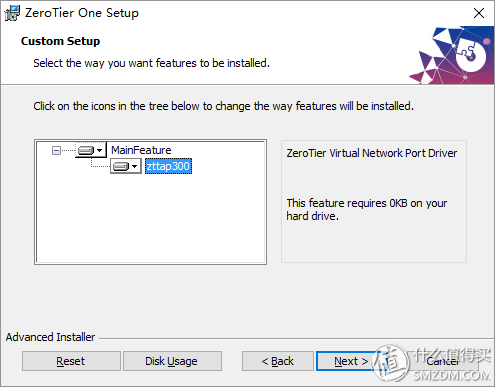 ZeroTier One Setup
Custom Setup
Select the way you want features to be installed.
Click on the icons in the tree below to change the way features will be installed.
MainFeature
zttap300
ZeroTier Virtual Network Port Driver
This feature requires 0KB on your
hard drive.
Advanced Installer
Reset
Disk Usage
< Back
Next >
Cancel
值 什么值得买
SMZDM.COM